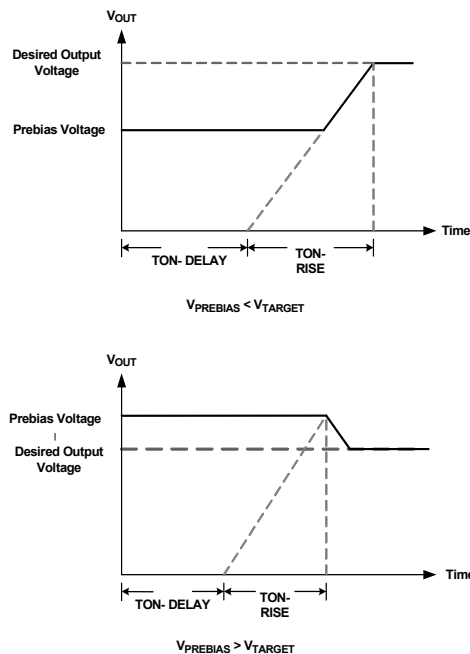 VOUT
Desired Output
Voltage
Prebias Voltage
Time
TON- DELAY
TON-
RISE
VPREBIAS < VTARGET
VOUT
Prebias Voltage
Desired Output
Voltage
Time
TON- DELAY
TON-
RISE
VPREBIAS > VTARGET